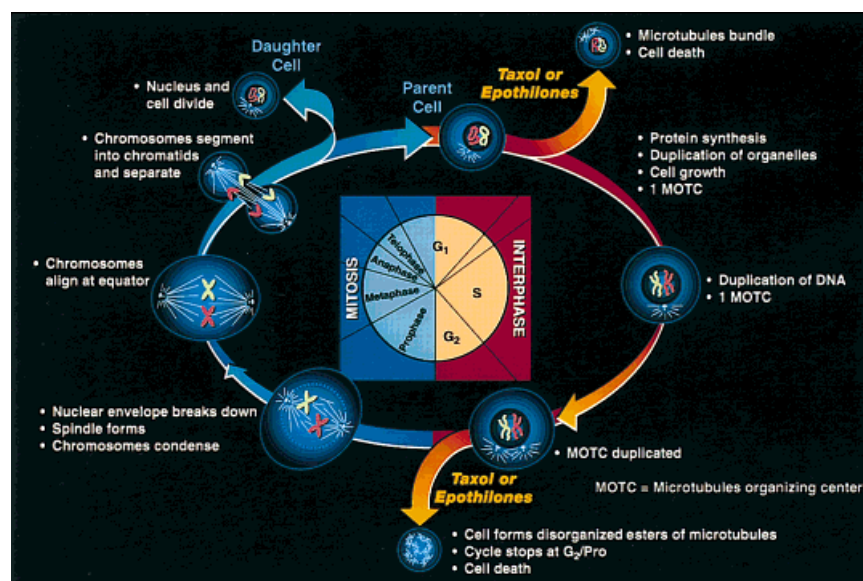 Daughter
Cell
• Nucleus and
cell divide
• Chromosomes segment
into chromatids
and separate
• Chromosomes
align at equator
• Nuclear envelope breaks down
• Spindle forms
• Chromosomes condense
Parent
Cell
Taxol or
Epothilones
• Microtubules bundle
• Cell death
• Protein synthesis
• Duplication of organelles
• Cell growth
• 1 MOTC
• Duplication of DNA
• 1 MOTC
MITOSIS
Telophase
Anaphase
Metaphase
Prophase
G1
S
G2
INTERPHASE
• MOTC duplicated
MOTC = Microtubules organizing center
Taxol or
Epothilones
• Cell forms disorganized esters of microtubules
• Cycle stops at G2/Pro
• Cell death